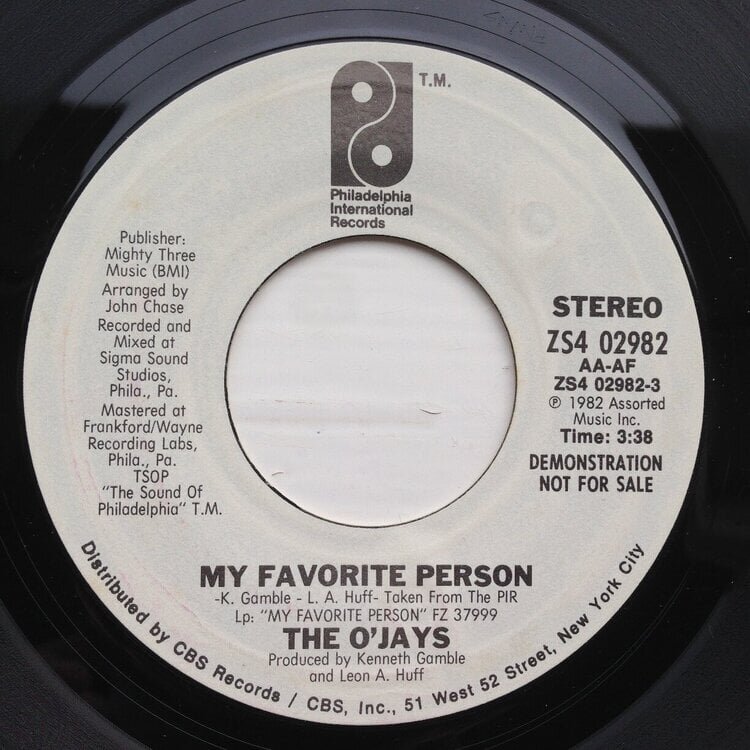 T.M.
Philadelphia
International
Records
Publisher:
Mighty Three
Music (BMI)
Arranged by
John Chase
Recorded and
Mixed at
Sigma Sound
Studios,
Phila., Pa.
Mastered at
Frankford/Wayne
Recording Labs,
Phila., Pa.
TSOP
"The Sound Of
Philadelphia" T.M.
STEREO
ZS4 02982
AA-AF
ZS4 02982-3
℗ 1982 Assorted
Music Inc.
Time: 3:38
DEMONSTRATION
NOT FOR SALE
MY FAVORITE PERSON
-K. Gamble - L. A. Huff- Taken From The PIR
Lp: "MY FAVORITE PERSON" FZ 37999
THE O'JAYS
Produced by Kenneth Gamble
and Leon A. Huff
Distributed by CBS Records / CBS, Inc., 51 West 52 Street, New York City